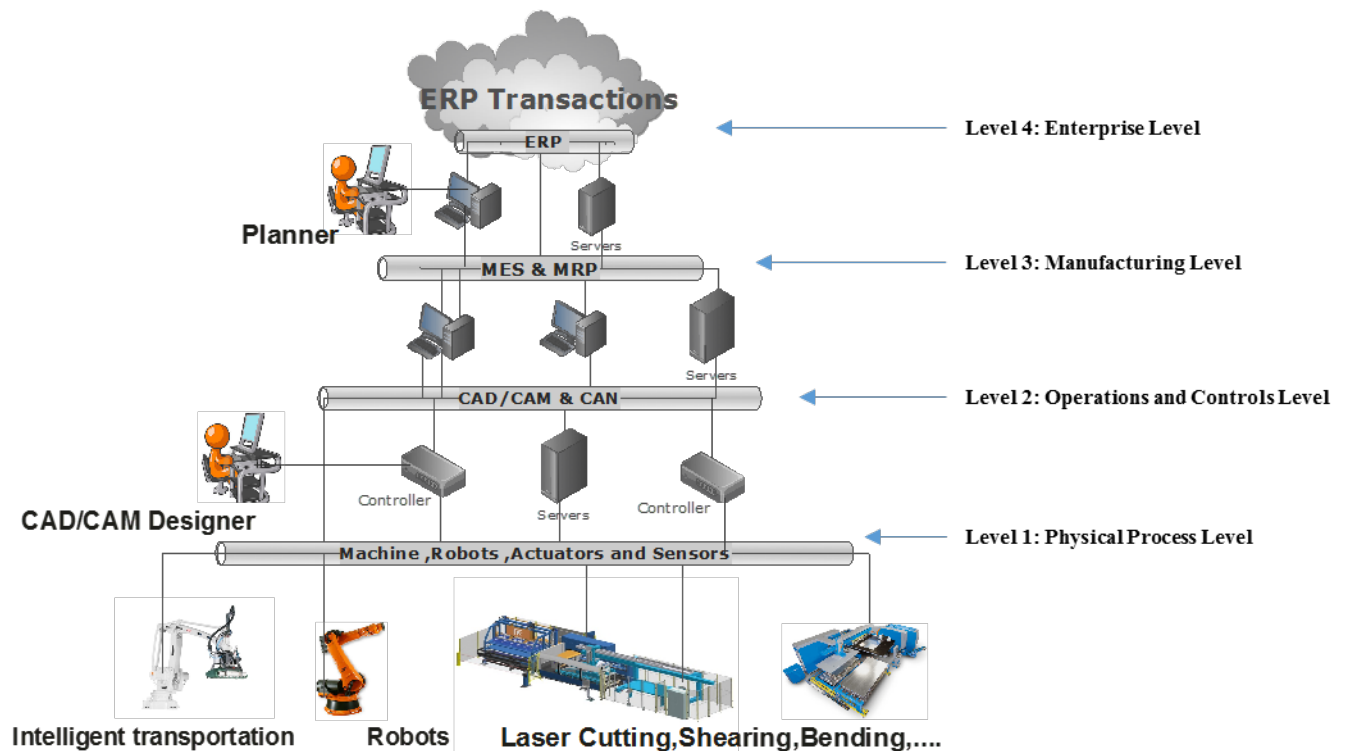 ERP Transactions
Level 4: Enterprise Level
ERP
Planner
Servers
MES & MRP
Level 3: Manufacturing Level
Servers
CAD/CAM & CAN
Level 2: Operations and Controls Level
Controller
Servers
Controller
CAD/CAM Designer
Level 1: Physical Process Level
Machine ,Robots ,Actuators and Sensors
Intelligent transportation
Robots
Laser Cutting,Shearing,Bending,....